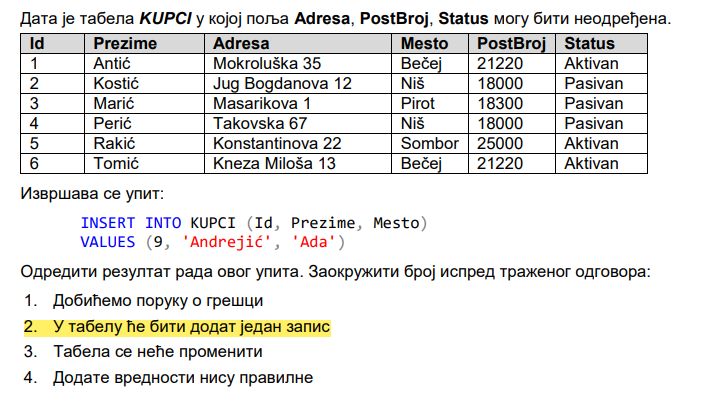 Дата је табела KUPCI у којој поља Adresa, PostBroj, Status могу бити неодређена.
Id Prezime Adresa Mesto PostBroj Status
1 Antić Mokroluška 35 Bečej 21220 Aktivan
2 Kostić Jug Bogdanova 12 Niš 18000 Pasivan
3 Marić Masarikova 1 Pirot 18300 Pasivan
4 Perić Takovska 67 Niš 18000 Pasivan
5 Rakić Konstantinova 22 Sombor 25000 Aktivan
6 Tomić Kneza Miloša 13 Bečej 21220 Aktivan
Извршава се упит:
INSERT INTO KUPCI (Id, Prezime, Mesto)
VALUES (9, 'Andrejić', 'Ada')
Одредити резултат рада овог упита. Заокружити број испред траженог одговора:
1. Добићемо поруку о грешци
2. У табелу ће бити додат један запис
3. Табела се неће променити
4. Додате вредности нису правилне